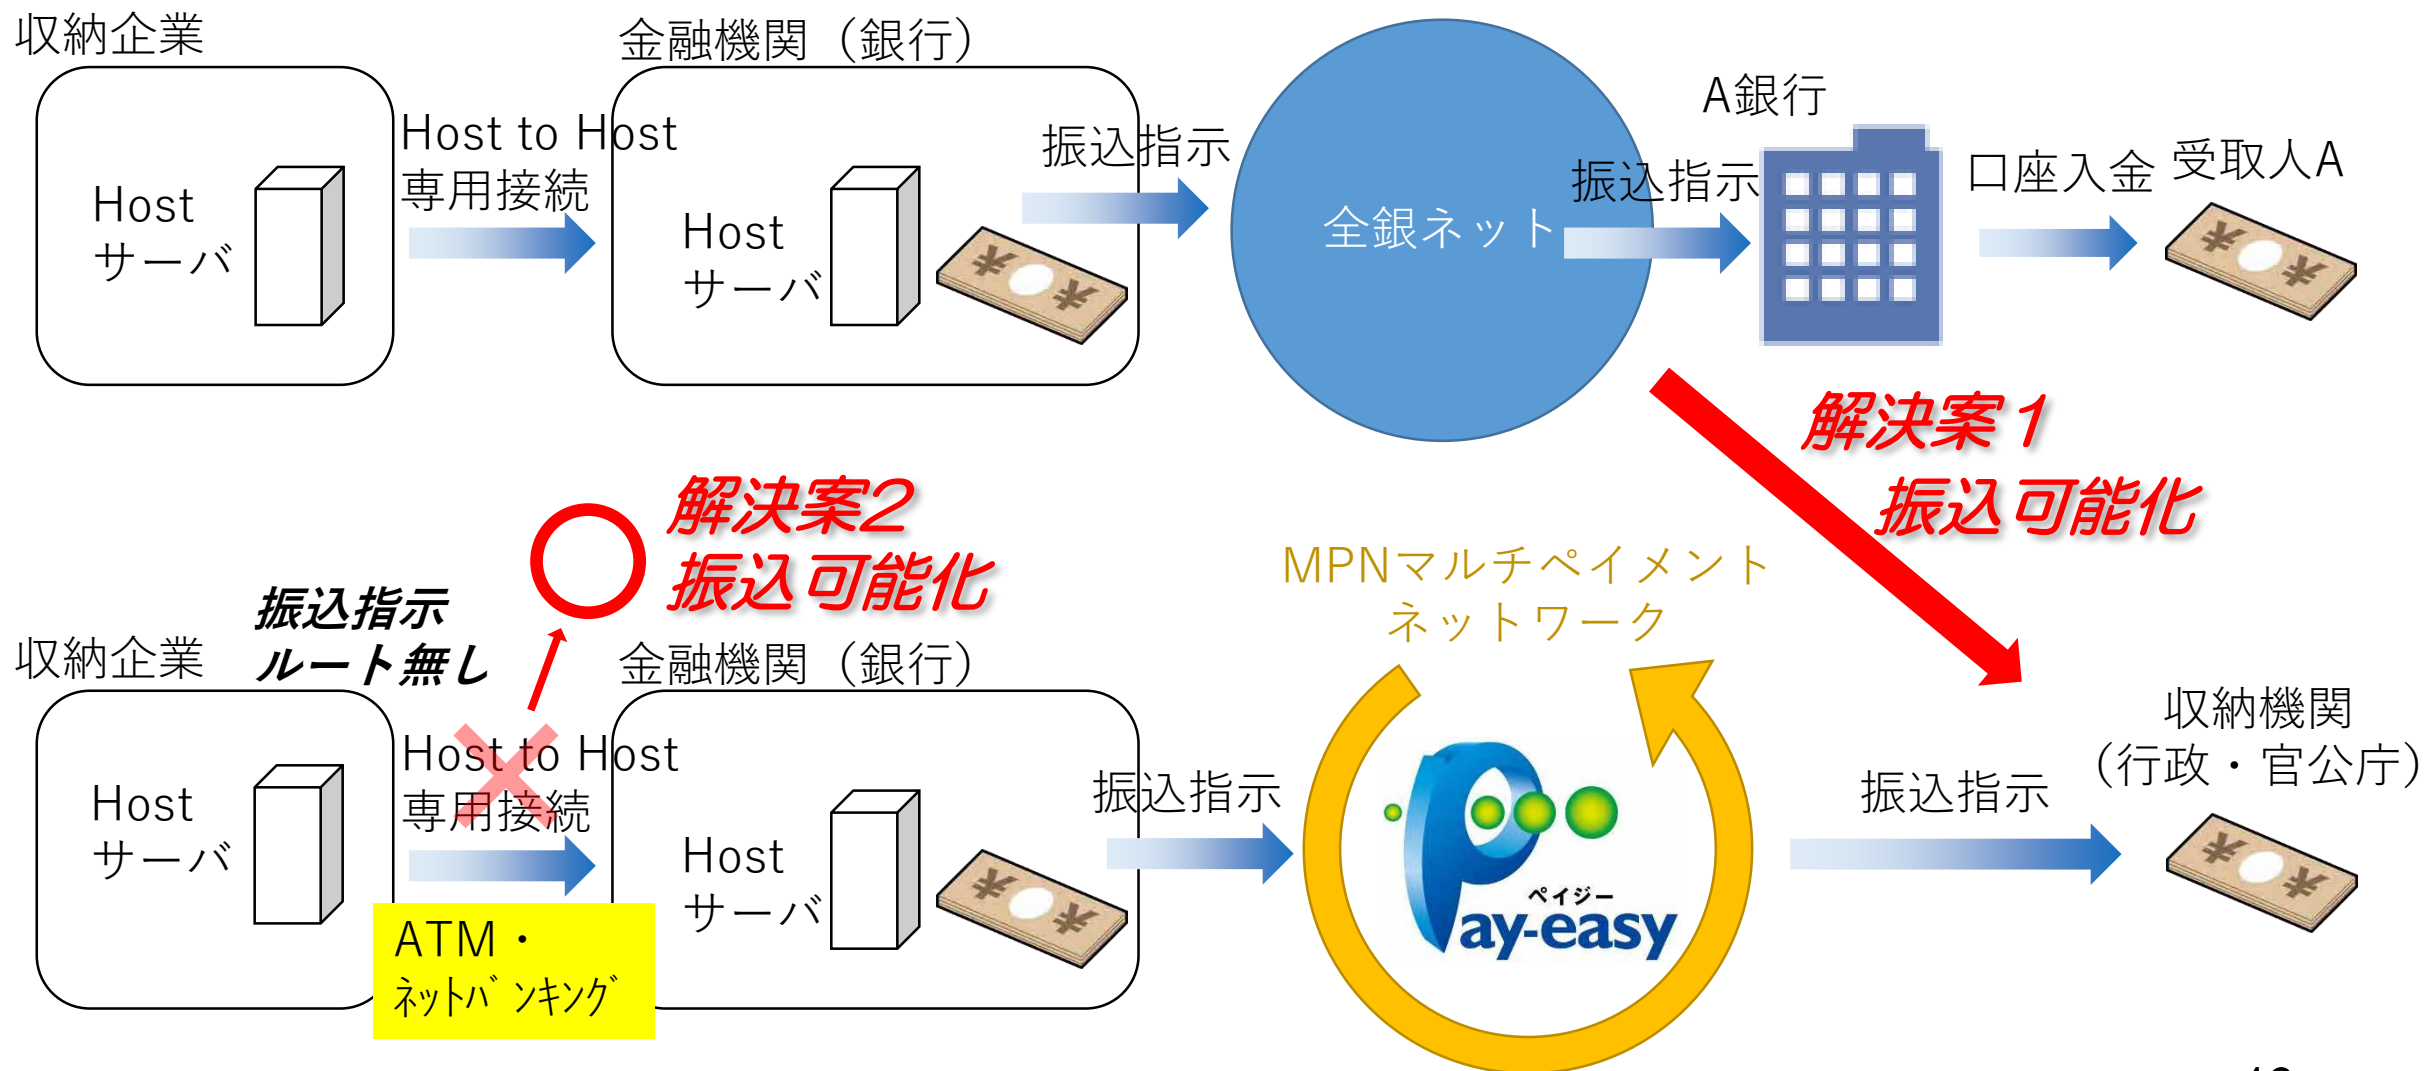 収納企業
金融機関（銀行）
Host to Host
専用接続
Host
サーバ
Host
サーバ
振込指示
全銀ネット
振込指示
A銀行
口座入金
受取人A
解決案１
振込可能化
解決案2
振込可能化
振込指示
ルート無し
MPNマルチペイメント
ネットワーク
収納企業
金融機関（銀行）
Host to Host
専用接続
Host
サーバ
ATM・
ﾈｯﾄﾊﾞﾝｷﾝｸﾞ
Host
サーバ
振込指示
ペイジー
Pay-easy
振込指示
収納機関
（行政・官公庁）